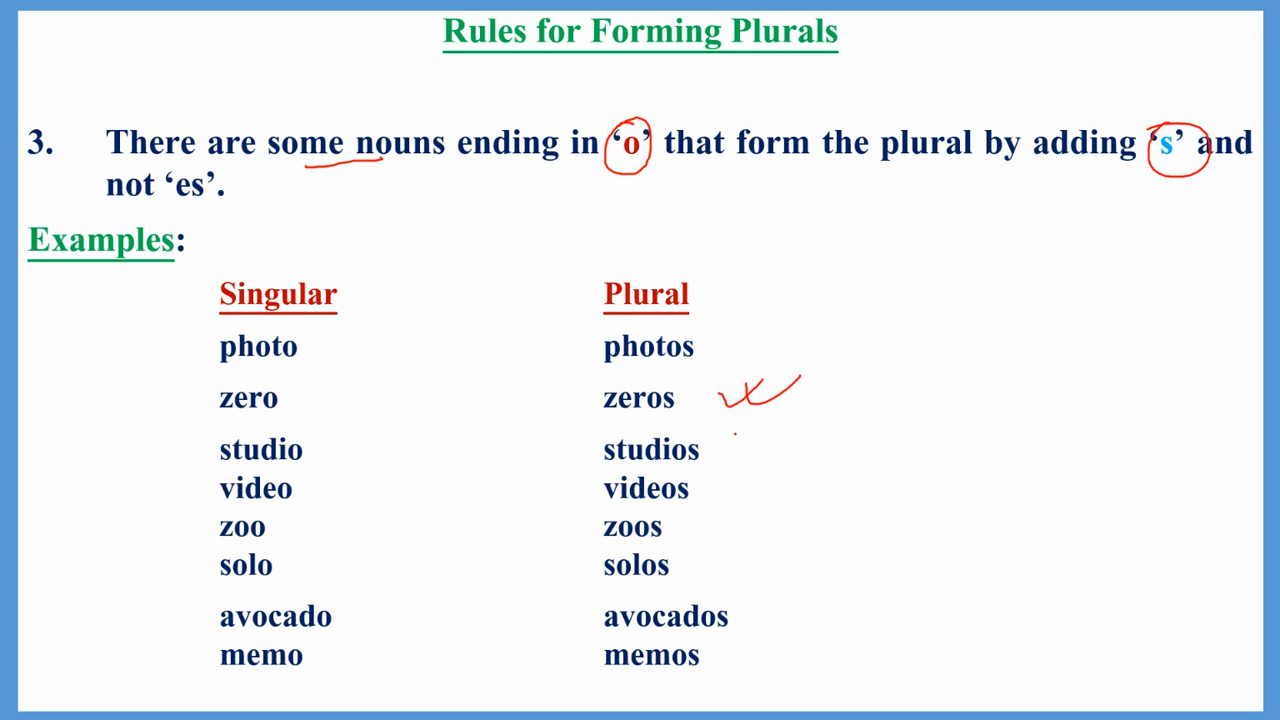 Rules for Forming Plurals
3. There are some nouns ending in ‘o’ that form the plural by adding ‘s’ and
not ‘es’.
Examples:
Singular Plural
photo photos
zero zeros
studio studios
video videos
zoo zoos
solo solos
avocado avocados
memo memos